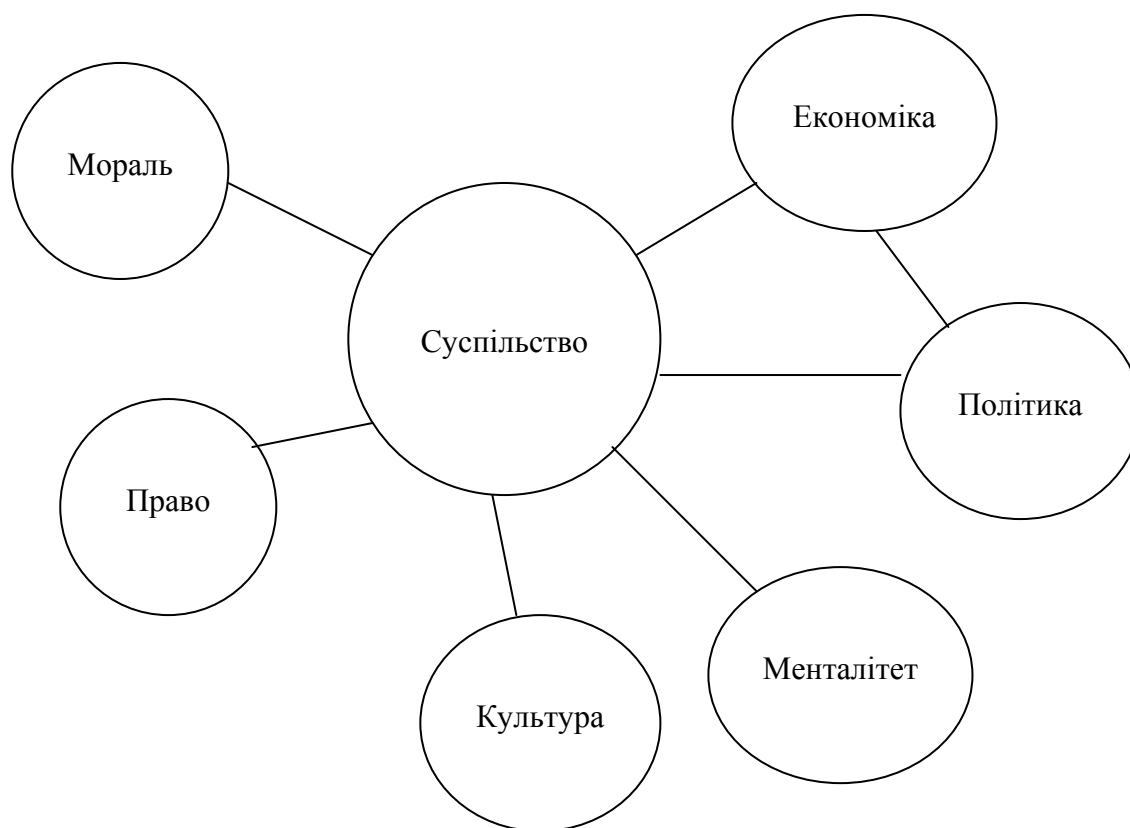 Економіка
Мораль
Суспільство
Політика
Право
Менталітет
Культура